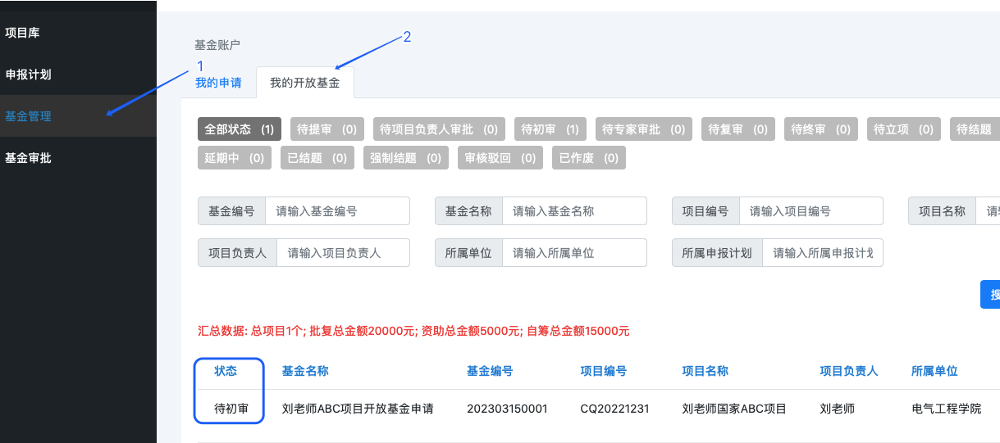 项目库
申报计划
基金管理
基金审批
基金账户
1
2
我的申请 我的开放基金
全部状态 (1) 待提审 (0) 待项目负责人审批 (0) 待初审 (1) 待专家审批 (0) 待复审 (0) 待终审 (0) 待立项 (0) 待结题
延期中 (0) 已结题 (0) 强制结题 (0) 审核驳回 (0) 已作废 (0)
基金编号 请输入基金编号 基金名称 请输入基金名称 项目编号 请输入项目编号 项目名称
项目负责人 请输入项目负责人 所属单位 请输入所属单位 所属申报计划 请输入所属申报计划
汇总数据: 总项目1个; 批复总金额20000元; 资助总金额5000元; 自筹总金额15000元
状态 基金名称 基金编号 项目编号 项目名称 项目负责人 所属单位
待初审 刘老师ABC项目开放基金申请 202303150001 CQ20221231 刘老师国家ABC项目 刘老师 电气工程学院